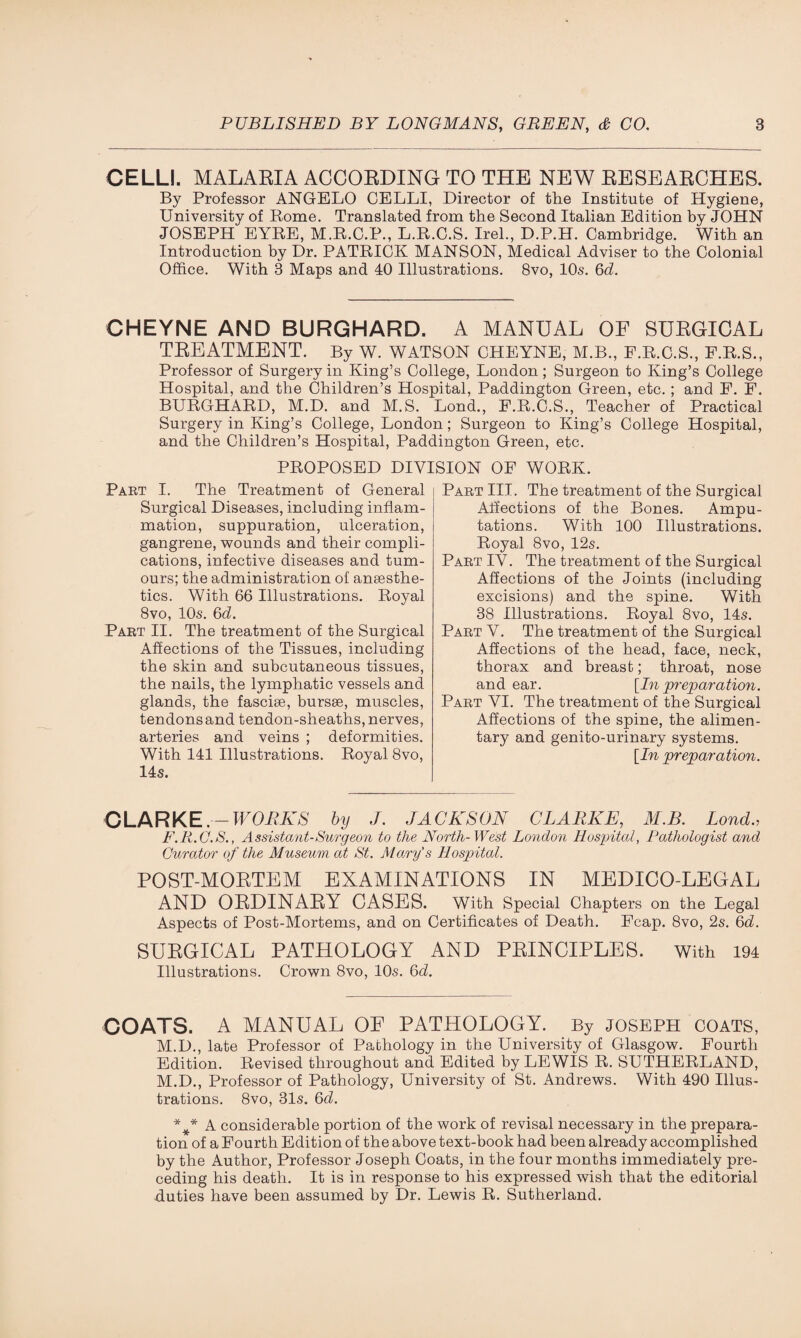 PUBLISHED BY LONGMANS, GREEN, & CO. 3
CELLI. MALARIA ACCORDING TO THE NEW RESEARCHES.
By Professor ANGELO CELLI, Director of the Institute of Hygiene,
University of Rome. Translated from the Second Italian Edition by JOHN
JOSEPH EYRE, M.R.C.P., L.R.C.S. Irel., D.P.H. Cambridge. With an
Introduction by Dr. PATRICK MANSON, Medical Adviser to the Colonial
Office. With 3 Maps and 40 Illustrations. 8vo, 10s. 6d.
CHEYNE AND BURGHARD. A MANUAL OF SURGICAL
TREATMENT. By W. WATSON CHEYNE, M.B., F.R.C.S., F.R.S.,
Professor of Surgery in King's College, London ; Surgeon to King's College
Hospital, and the Children's Hospital, Paddington Green, etc. ; and F. F.
BURGHARD, M.D. and M.S. Lond., F.R.C.S., Teacher of Practical
Surgery in King's College, London ; Surgeon to King's College Hospital,
and the Children's Hospital, Paddington Green, etc.
PROPOSED DIVISION OF WORK.
PART I. The Treatment of General
Surgical Diseases, including inflam-
mation, suppuration, ulceration,
gangrene, wounds and their compli-
cations, infective diseases and tum-
ours; the administration of anæsthe-
tics. With 66 Illustrations. Royal
8vo, 10s. 6d.
PART II. The treatment of the Surgical
Affections of the Tissues, including
the skin and subcutaneous tissues,
the nails, the lymphatic vessels and
glands, the fasciæ, bursæ, muscles,
tendons and tendon-sheaths, nerves,
arteries and veins ; deformities.
With 141 Illustrations. Royal 8vo,
14s.
PART III. The treatment of the Surgical
Affections of the Bones. Ampu-
tations. With 100 Illustrations.
Royal 8vo, 12s.
PART IV. The treatment of the Surgical
Affections of the Joints (including
excisions) and the spine. With
38 Illustrations. Royal 8vo, 14s.
PART V. The treatment of the Surgical
Affections of the head, face, neck,
thorax and breast ; throat, nose
and ear. [In preparation.
PART VI. The treatment of the Surgical
Affections of the spine, the alimen-
tary and genito-urinary systems.
[In preparation.
CLARKE.—WORKS by J. JACKSON CLARKE, M.B. Lond.,
F.R.C.S., Assistant-Surgeon to the North-West London Hospital, Pathologist and
Curator of the Museum at St. Mary's Hospital.
POST-MORTEM EXAMINATIONS IN MEDICO-LEGAL
AND ORDINARY CASES. With Special Chapters on the Legal
Aspects of Post-Mortems, and on Certificates of Death. Fcap. 8vo, 2s. 6d.
SURGICAL PATHOLOGY AND PRINCIPLES. With 194
Illustrations. Crown 8vo, 10s. 6d.
COATS. A MANUAL OF PATHOLOGY. By JOSEPH COATS,
M.D., late Professor of Pathology in the University of Glasgow. Fourth
Edition. Revised throughout and Edited by LEWIS R. SUTHERLAND,
M.D., Professor of Pathology, University of St. Andrews. With 490 Illus-
trations. 8vo, 31s. 6d.
*** A considerable portion of the work of revisal necessary in the prepara-
tion of a Fourth Edition of the above text-book had been already accomplished
by the Author, Professor Joseph Coats, in the four months immediately pre-
ceding his death. It is in response to his expressed wish that the editorial
duties have been assumed by Dr. Lewis R. Sutherland.